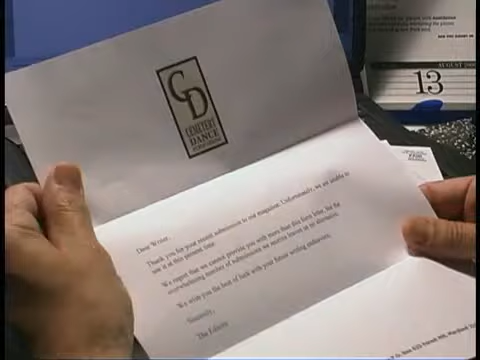 CD
CEMETERY
DANCE
PUBLICATIONS
AUGUST
13
Dear Writer,
Thank you for your recent submission to our magazine. Unfortunately, we are unable to
use it at this present time.
We regret that we cannot provide you with more than this form letter, but the
overwhelming number of submissions we receive leaves us no alternative.
We wish you the best of luck with your future writing endeavors.
Sincerely,
The Editors